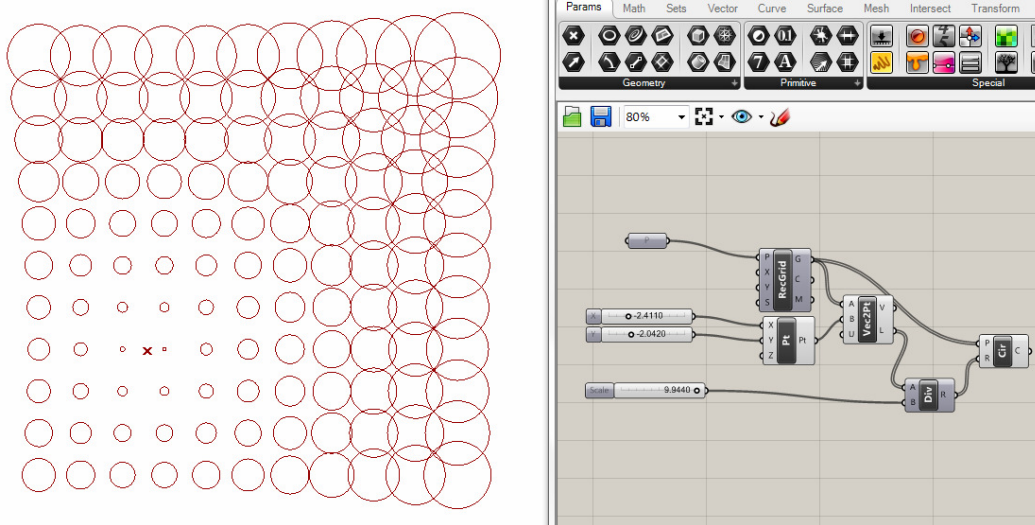 Params Math Sets Vector Curve Surface Mesh Intersect Transform
Geometry Primitive Special
80%
P
P G
X C
Y M
S
RecGrid
X -2.4110
Y -2.0420
X
Y Pt
Z
Pt
A V
B
U L
Vec2Pt
P C
R
Cir
Scale 9.9440
A R
B
Div